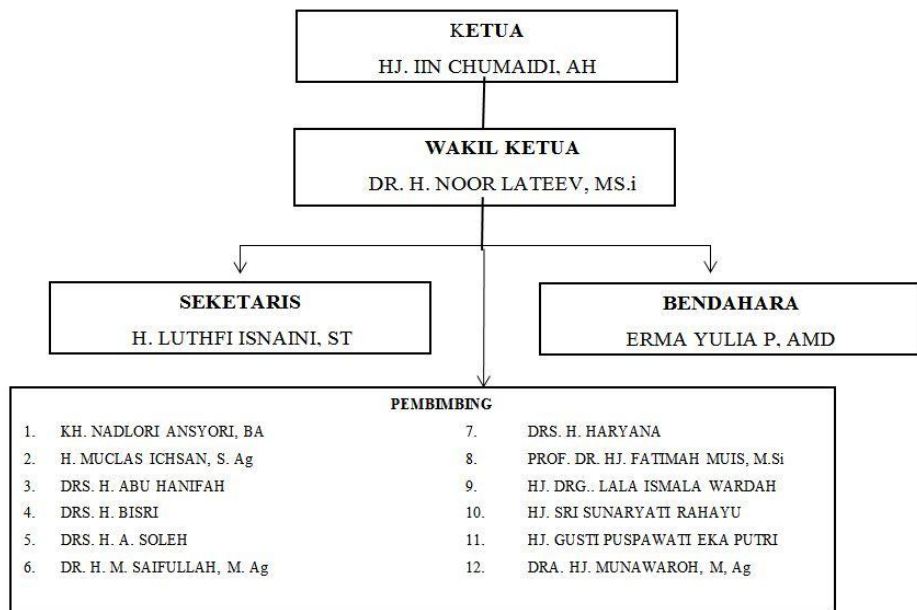 KETUA
HJ. IIN CHUMAIDI, AH
WAKIL KETUA
DR. H. NOOR LATEEV, MS.i
SEKETARIS
H. LUTHFI ISNAINI, ST
BENDAHARA
ERMA YULIA P, AMD
PEMBIMBING
1. KH. NADLORI ANSYORI, BA
2. H. MUCLAS ICHSAN, S. Ag
3. DRS. H. ABU HANIFAH
4. DRS. H. BISRI
5. DRS. H. A. SOLEH
6. DR. H. M. SAIFULLAH, M. Ag
7. DRS. H. HARYANA
8. PROF. DR. HJ. FATIMAH MUIS, M.Si
9. HJ. DRG.. LALA ISMALA WARDAH
10. HJ. SRI SUNARYATI RAHAYU
11. HJ. GUSTI PUSPAWATI EKA PUTRI
12. DRA. HJ. MUNAWAROH, M, Ag